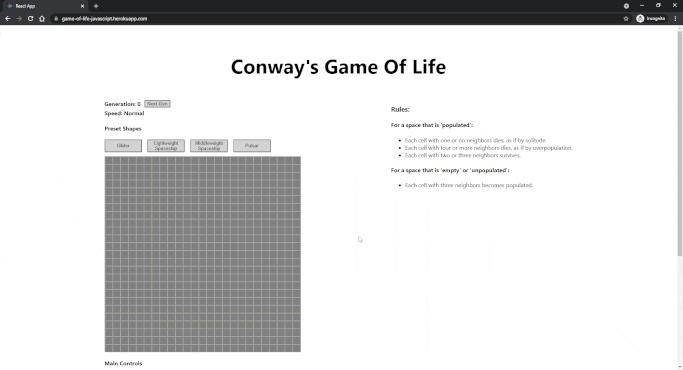 React App
game-of-life-javascript.herokuapp.com
Incognito
Conway's Game Of Life
Generation: 0 Next Gen
Speed: Normal
Preset Shapes
Glider
Lightweight
Spaceship
Middleweight
Spaceship
Pulsar
Main Controls
Rules:
For a space that is 'populated':
Each cell with one or no neighbors dies, as if by solitude.
Each cell with four or more neighbors dies, as if by overpopulation.
Each cell with two or three neighbors survives.
For a space that is 'empty' or 'unpopulated':
Each cell with three neighbors becomes populated.